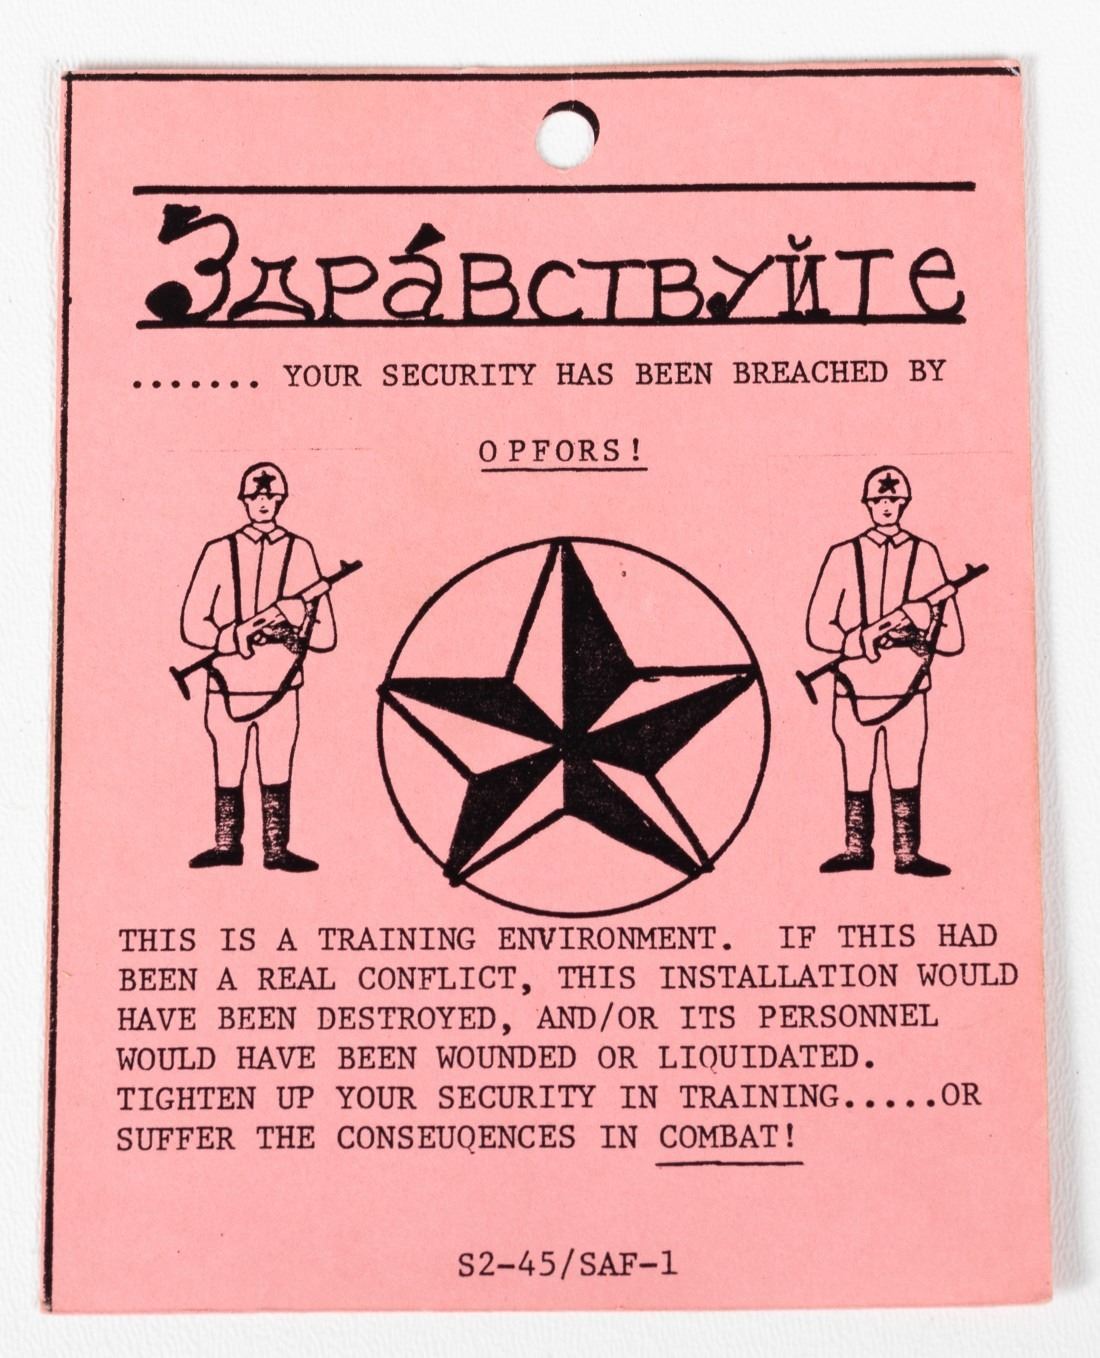 Здра́вствуйте
....... YOUR SECURITY HAS BEEN BREACHED BY
OPFORS!
THIS IS A TRAINING ENVIRONMENT.  IF THIS HAD
BEEN A REAL CONFLICT, THIS INSTALLATION WOULD
HAVE BEEN DESTROYED, AND/OR ITS PERSONNEL
WOULD HAVE BEEN WOUNDED OR LIQUIDATED.
TIGHTEN UP YOUR SECURITY IN TRAINING.....OR
SUFFER THE CONSEUQENCES IN COMBAT!
S2-45/SAF-1